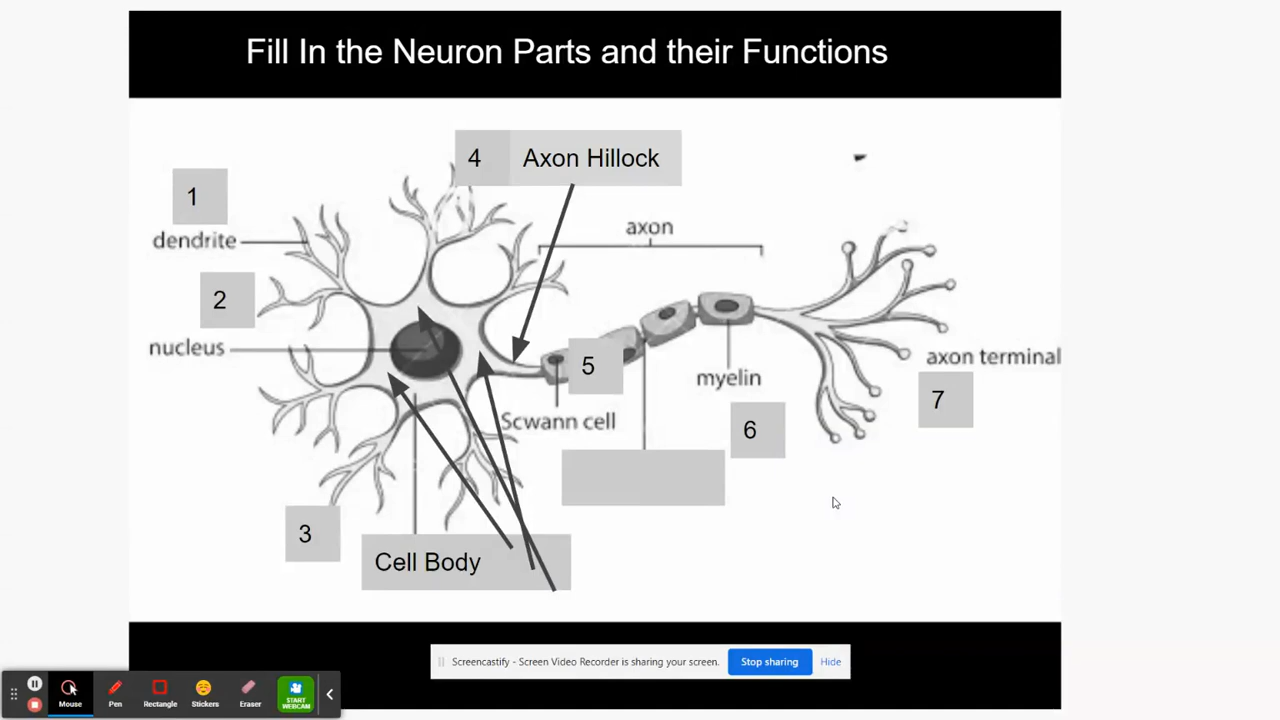 Fill In the Neuron Parts and their Functions
4 Axon Hillock
1
dendrite
axon
2
nucleus
5
axon terminal
myelin
7
Scwann cell
6
3
Cell Body
Screencastify - Screen Video Recorder is sharing your screen.
Stop sharing
Hide
Mouse
Pen
Rectangle
Stickers
Eraser
START
WEBCAM